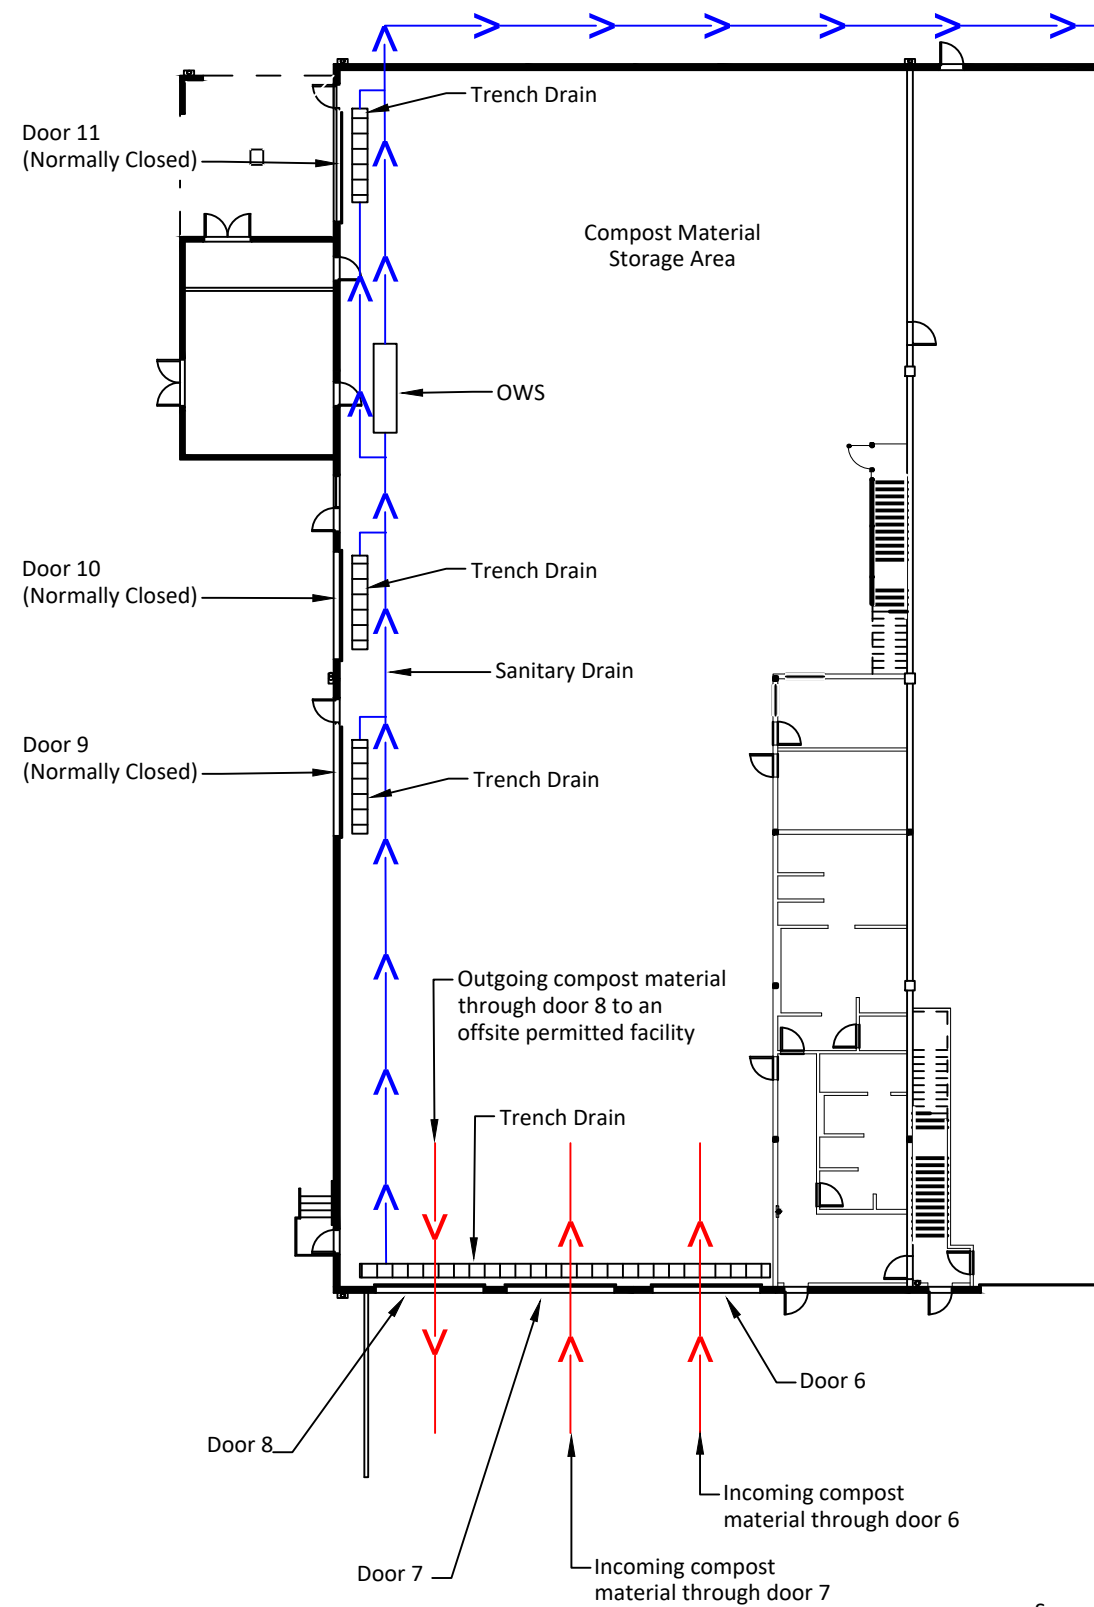 Trench Drain
Door 11
(Normally Closed)
Compost Material
Storage Area
OWS
Door 10
(Normally Closed)
Trench Drain
Sanitary Drain
Door 9
(Normally Closed)
Trench Drain
Outgoing compost material
through door 8 to an
offsite permitted facility
Trench Drain
Door 6
Door 8
Incoming compost
material through door 6
Door 7
Incoming compost
material through door 7